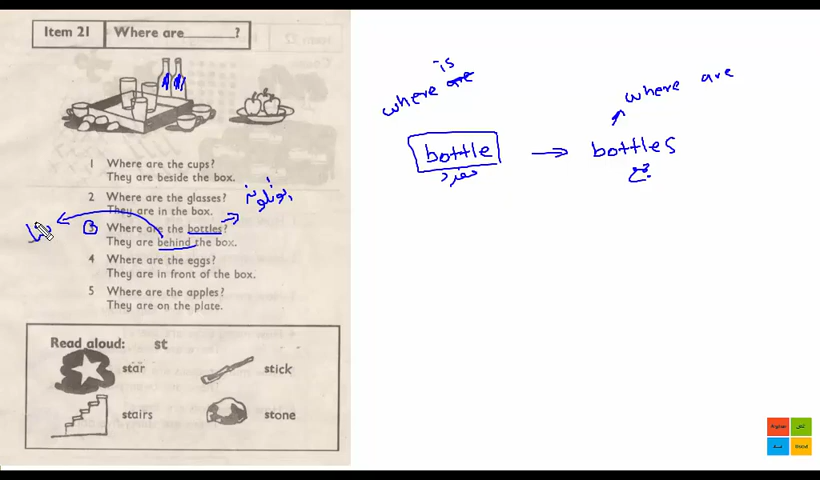 Item 21 Where are ?
1 Where are the cups?
They are beside the box.
2 Where are the glasses?
They are in the box.
3 Where are the bottles?
They are behind the box.
4 Where are the eggs?
They are in front of the box.
5 Where are the apples?
They are on the plate.
Read aloud: st
star stick
stairs stone
is
where are
where are
bottle → bottles
مفرد جمع